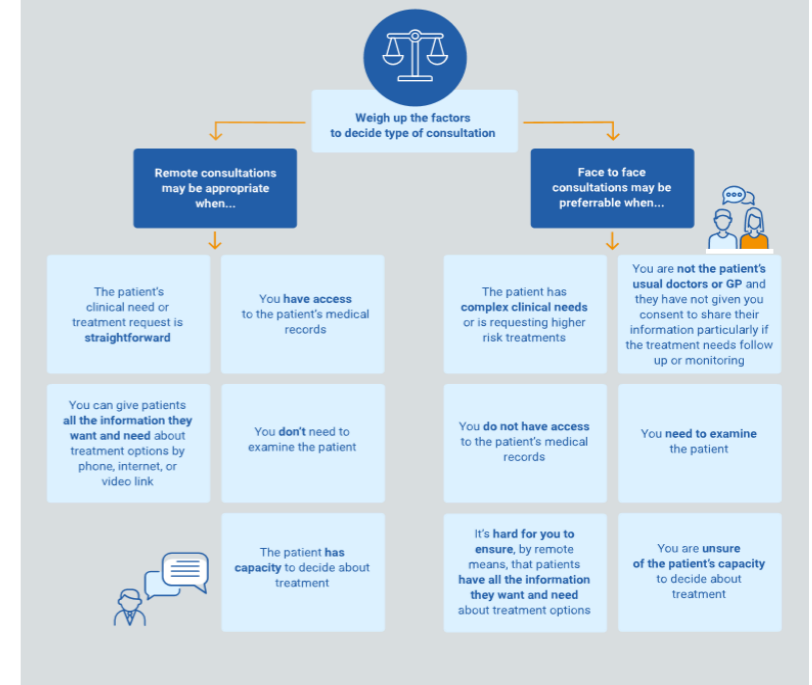 Weigh up the factors
to decide type of consultation
Remote consultations
may be appropriate
when...
The patient's
clinical need or
treatment request is
straightforward
You have access
to the patient's medical
records
You can give patients
all the information they
want and need about
treatment options by
phone, internet, or
video link
You don't need to
examine the patient
The patient has
capacity to decide about
treatment
Face to face
consultations may be
preferrable when...
The patient has
complex clinical needs
or is requesting higher
risk treatments
You are not the patient's
usual doctors or GP and
they have not given you
consent to share their
information particularly if
the treatment needs follow
up or monitoring
You do not have access
to the patient's medical
records
You need to examine
the patient
It's hard for you to
ensure, by remote
means, that patients
have all the information
they want and need
about treatment options
You are unsure
of the patient's capacity
to decide about
treatment